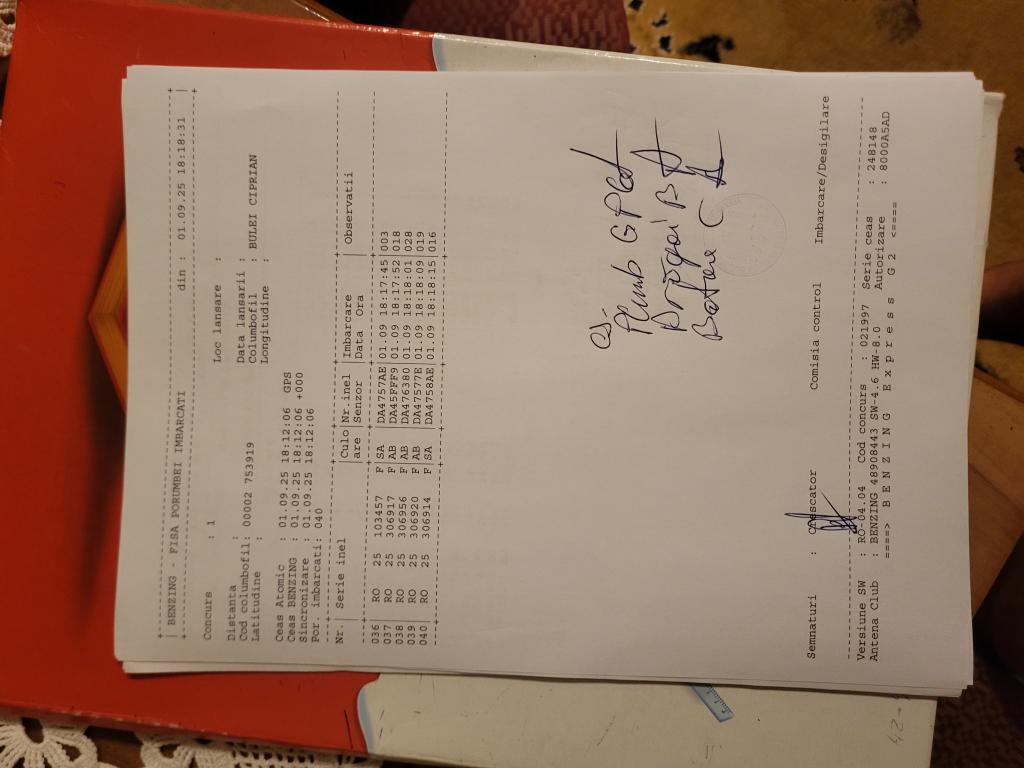 | BENZING - FISA PORUMBEI IMBARCATI din : 01.09.25 18:18:31 |
Concurs : 1 Loc lansare :
Distanta : Data lansarii :
Cod columbofil: 00002 753919 Columbofil : BULEI CIPRIAN
Latitudine : Longitudine :
Ceas Atomic : 01.09.25 18:12:06 GPS
Ceas BENZING : 01.09.25 18:12:06 +000
Sincronizare : 01.09.25 18:12:06
Por. imbarcati: 040
Nr.| Serie inel |Culo |Nr.inel |Imbarcare | Observatii
|are |Senzor |Data Ora |
036| RO 25 103457 F SA |DA4757AE|01.09 18:17:45|003
037| RO 25 306917 F AB |DA45FFF9|01.09 18:17:52|018
038| RO 25 306956 F AB |DA476380|01.09 18:18:01|028
039| RO 25 306920 F AB |DA47577E|01.09 18:18:09|019
040| RO 25 306914 F SA |DA4758AE|01.09 18:18:15|016
Plumb G
B
C
Semnaturi : Crescator Comisia control Imbarcare/Desigilare
Versiune SW : RO-04.04 Cod concurs : 021997 Serie ceas : 248148
Antena Club : BENZING 48908443 SW-4.6 HW-8.0 Autorizare : 8000A5AD
====> B E N Z I N G E x p r e s s G 2 <====